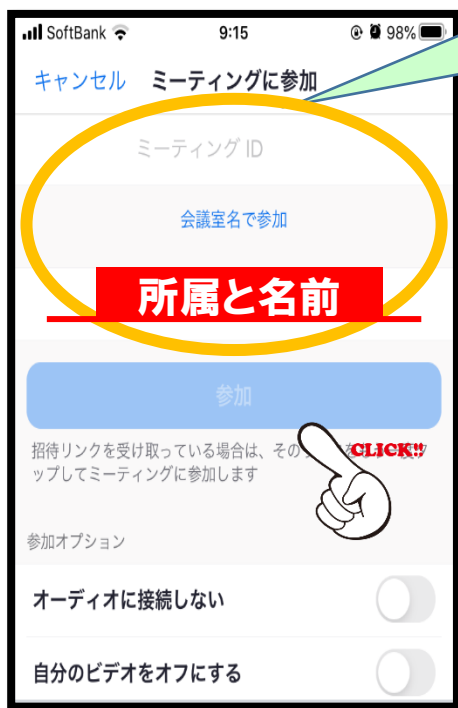 SoftBank 9:15 98%
キャンセル ミーティングに参加
ミーティング ID
会議室名で参加
所属と名前
参加
招待リンクを受け取っている場合は、その
ップしてミーティングに参加します
CLICK!!
参加オプション
オーディオに接続しない
自分のビデオをオフにする